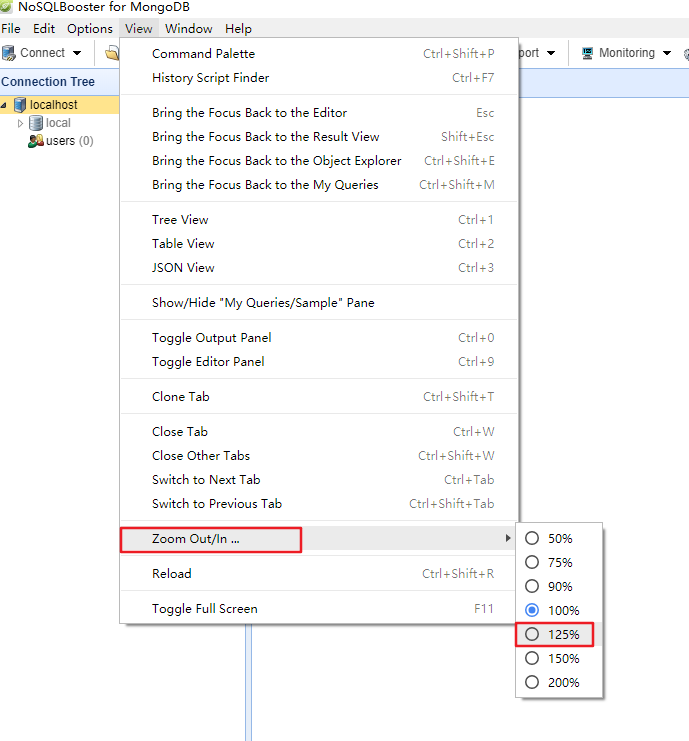 NoSQLBooster for MongoDB
File Edit Options View Window Help
Connect port Monitoring
Connection Tree
localhost
local
users (0)
Command Palette Ctrl+Shift+P
History Script Finder Ctrl+F7
Bring the Focus Back to the Editor Esc
Bring the Focus Back to the Result View Shift+Esc
Bring the Focus Back to the Object Explorer Ctrl+Shift+E
Bring the Focus Back to the My Queries Ctrl+Shift+M
Tree View Ctrl+1
Table View Ctrl+2
JSON View Ctrl+3
Show/Hide "My Queries/Sample" Pane
Toggle Output Panel Ctrl+0
Toggle Editor Panel Ctrl+9
Clone Tab Ctrl+Shift+T
Close Tab Ctrl+W
Close Other Tabs Ctrl+Shift+W
Switch to Next Tab Ctrl+Tab
Switch to Previous Tab Ctrl+Shift+Tab
Zoom Out/In ...
Reload Ctrl+Shift+R
Toggle Full Screen F11
50%
75%
90%
100%
125%
150%
200%